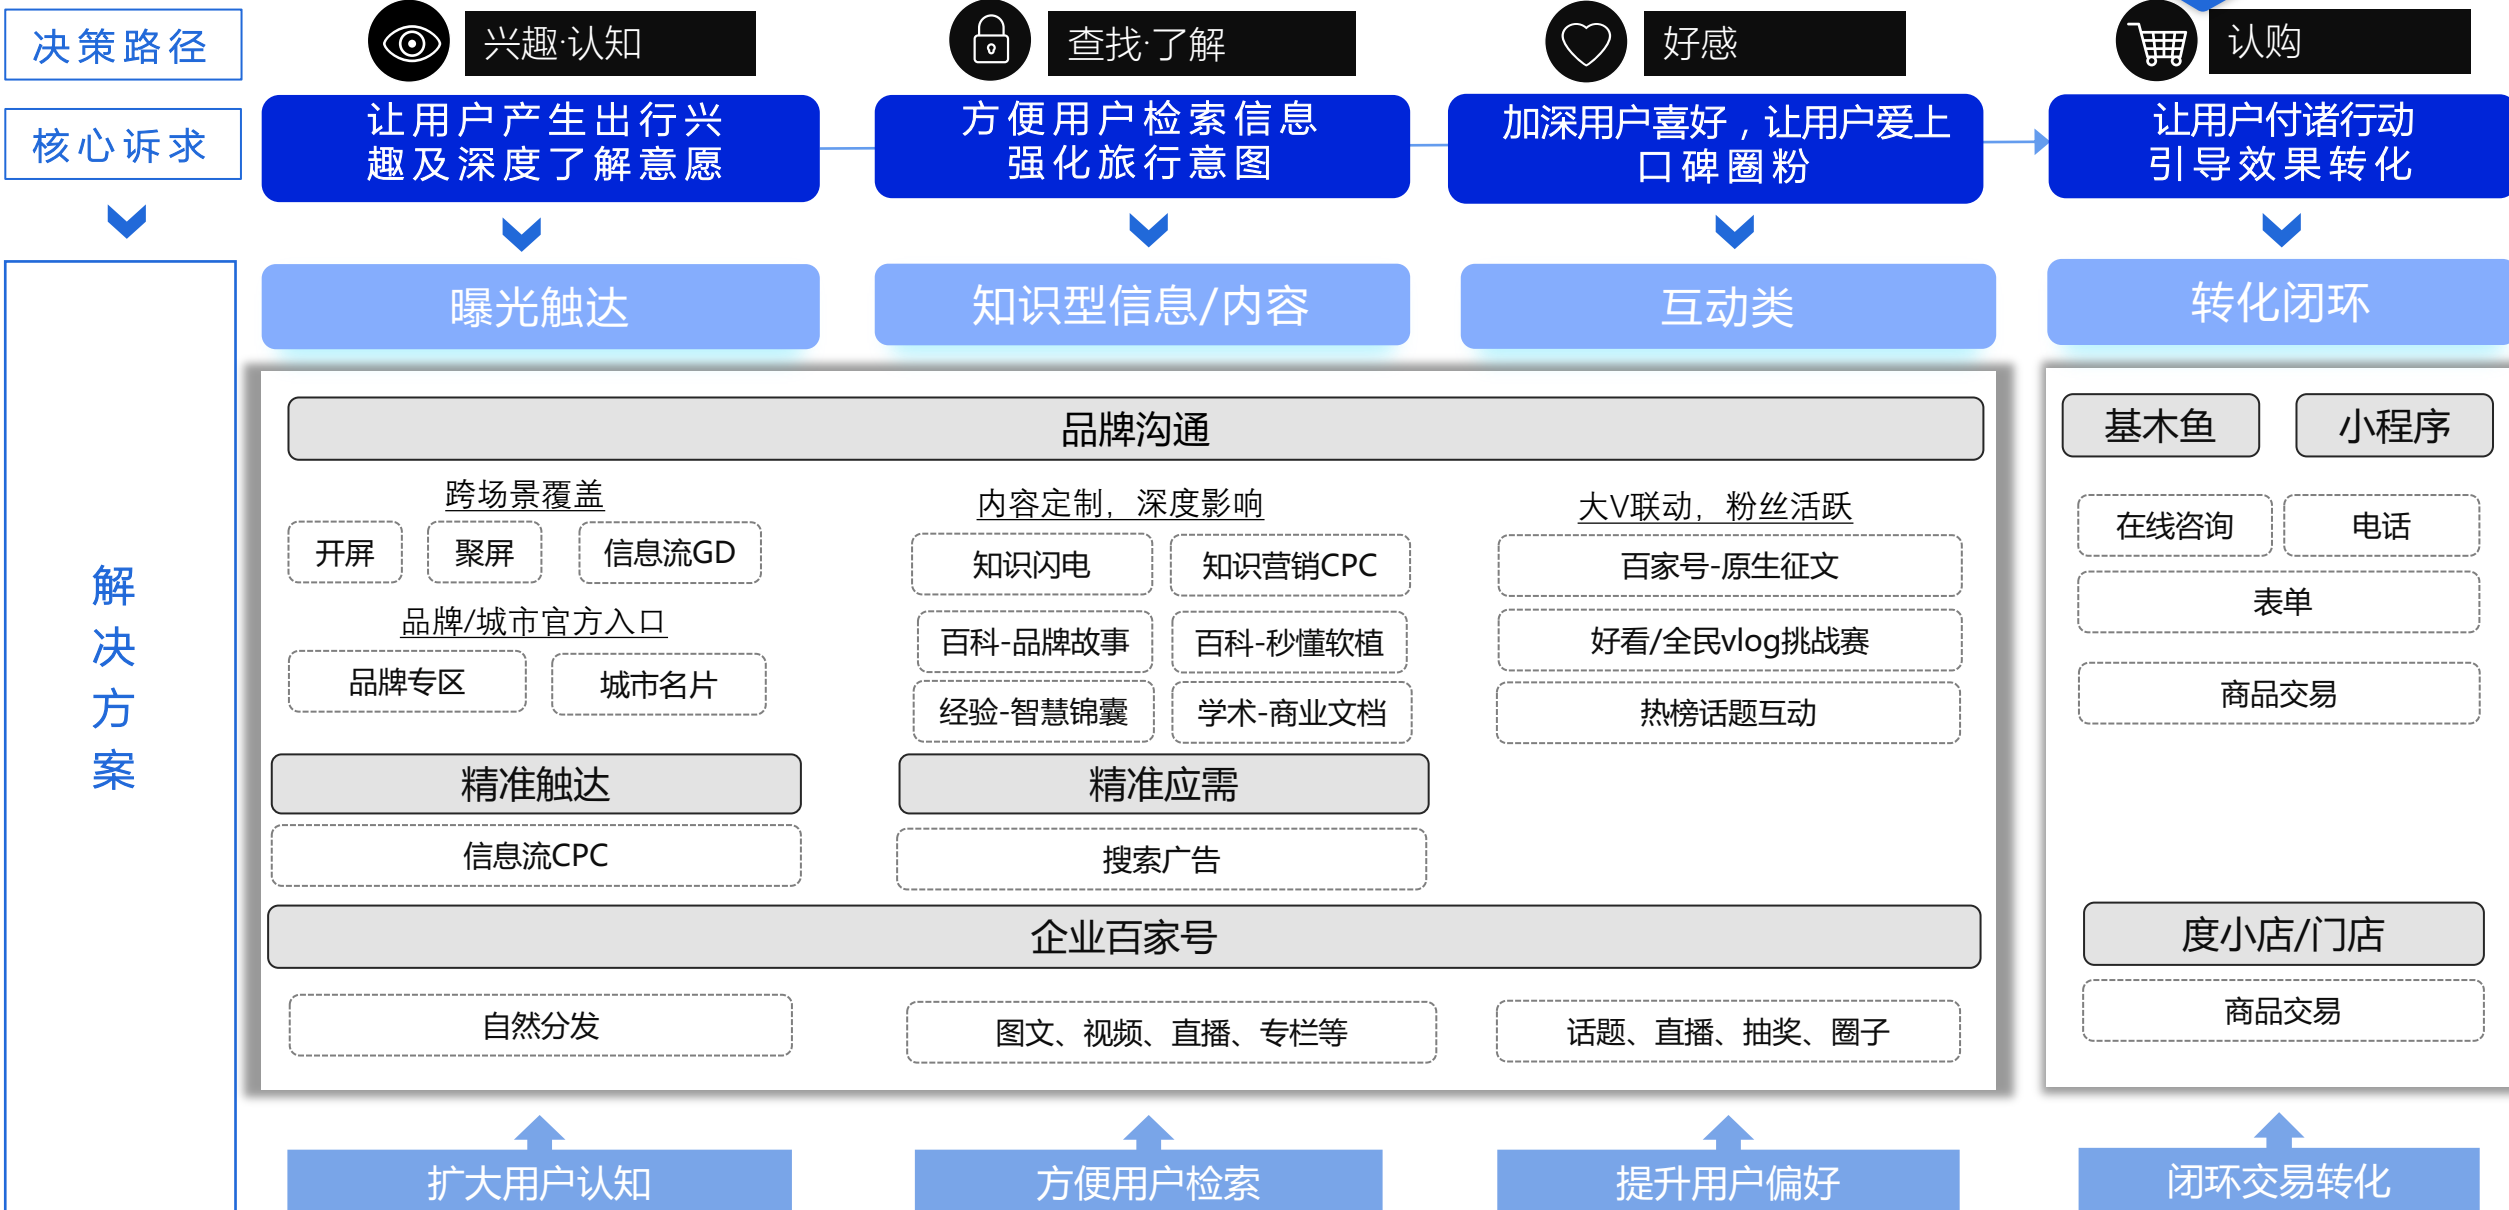 决策路径
兴趣·认知
查找·了解
好感
认购
核心诉求
让用户产生出行兴
趣及深度了解意愿
方便用户检索信息
强化旅行意图
加深用户喜好，让用户爱上
口碑圈粉
让用户付诸行动
引导效果转化
解
决
方
案
曝光触达
知识型信息/内容
互动类
转化闭环
品牌沟通
跨场景覆盖
开屏
聚屏
信息流GD
品牌/城市官方入口
品牌专区
城市名片
内容定制，深度影响
知识闪电
知识营销CPC
百科-品牌故事
百科-秒懂软植
经验-智慧锦囊
学术-商业文档
大V联动，粉丝活跃
百家号-原生征文
好看/全民vlog挑战赛
热榜话题互动
精准触达
信息流CPC
精准应需
搜索广告
企业百家号
自然分发
图文、视频、直播、专栏等
话题、直播、抽奖、圈子
基木鱼
小程序
在线咨询
电话
表单
商品交易
度小店/门店
商品交易
扩大用户认知
方便用户检索
提升用户偏好
闭环交易转化